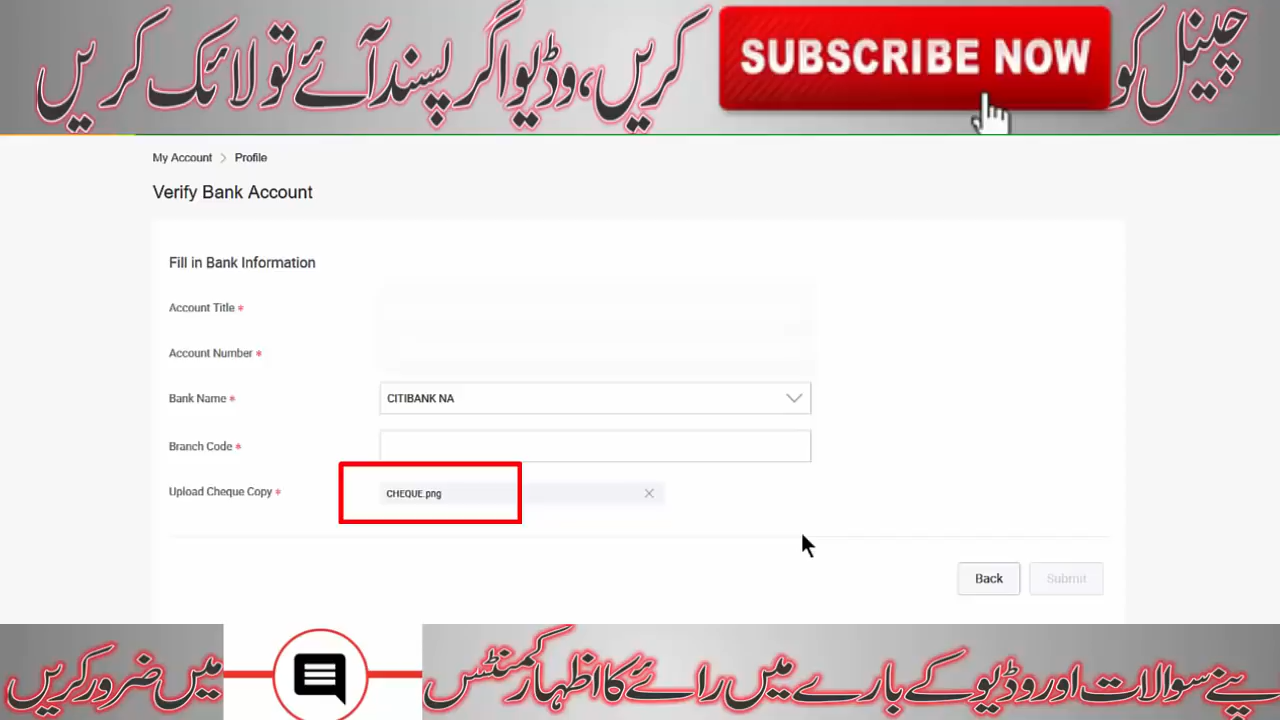 چینل کو SUBSCRIBE NOW کریں، وڈیو اگر پسند آئے تو لائک کریں
My Account > Profile
Verify Bank Account
Fill in Bank Information
Account Title *
Account Number *
Bank Name * CITIBANK NA
Branch Code *
Upload Cheque Copy * CHEQUE.png
Back Submit
پنے سوالات اور وڈیو کے بارے میں رائے کا اظہار کمنٹس میں ضرور کریں